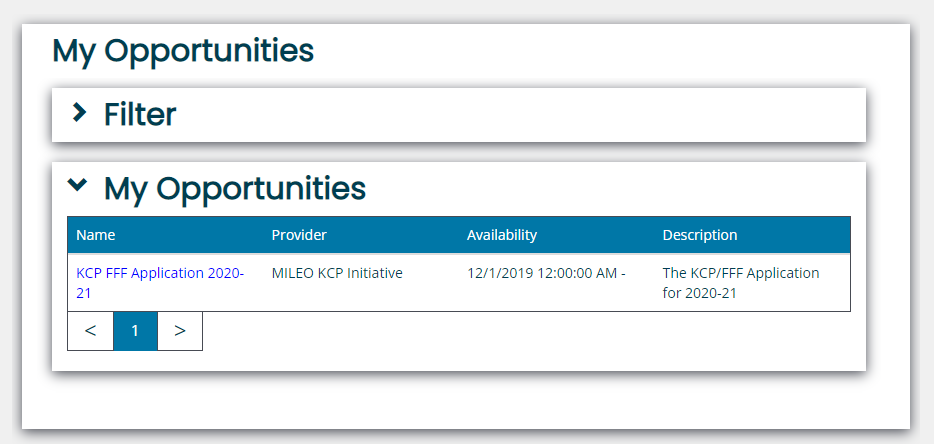 My Opportunities
Filter
My Opportunities
Name Provider Availability Description
KCP FFF Application 2020- MILEO KCP Initiative 12/1/2019 12:00:00 AM - The KCP/FFF Application
21 for 2020-21
< 1 >